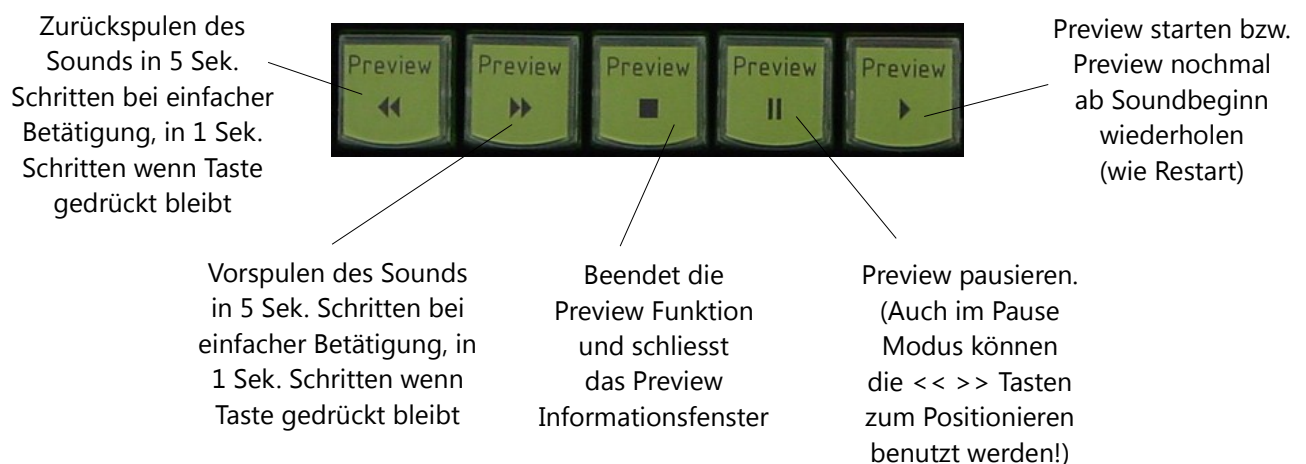 Zurückspulen des
Sounds in 5 Sek.
Schritten bei einfacher
Betätigung, in 1 Sek.
Schritten wenn Taste
gedrückt bleibt
Preview
Preview
Preview
Preview
Preview
Preview starten bzw.
Preview nochmal
ab Soundbeginn
wiederholen
(wie Restart)
Vorspulen des Sounds
in 5 Sek. Schritten bei
einfacher Betätigung, in
1 Sek. Schritten wenn
Taste gedrückt bleibt
Beendet die
Preview Funktion
und schliesst
das Preview
Informationsfenster
Preview pausieren.
(Auch im Pause
Modus können
die << >> Tasten
zum Positionieren
benutzt werden!)